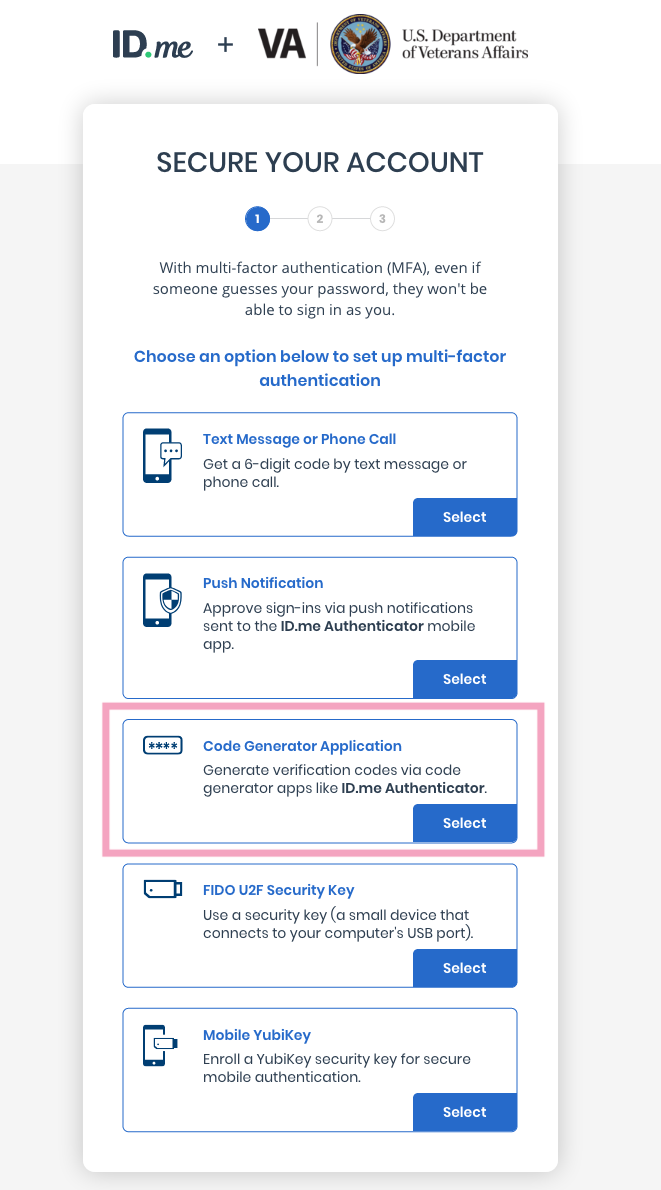 ID.me + VA U.S. Department
of Veterans Affairs
SECURE YOUR ACCOUNT
1 2 3
With multi-factor authentication (MFA), even if
someone guesses your password, they won't be
able to sign in as you.
Choose an option below to set up multi-factor
authentication
Text Message or Phone Call
Get a 6-digit code by text message or
phone call.
Select
Push Notification
Approve sign-ins via push notifications
sent to the ID.me Authenticator mobile
app.
Select
****
Code Generator Application
Generate verification codes via code
generator apps like ID.me Authenticator.
Select
FIDO U2F Security Key
Use a security key (a small device that
connects to your computer's USB port).
Select
Mobile YubiKey
Enroll a YubiKey security key for secure
mobile authentication.
Select